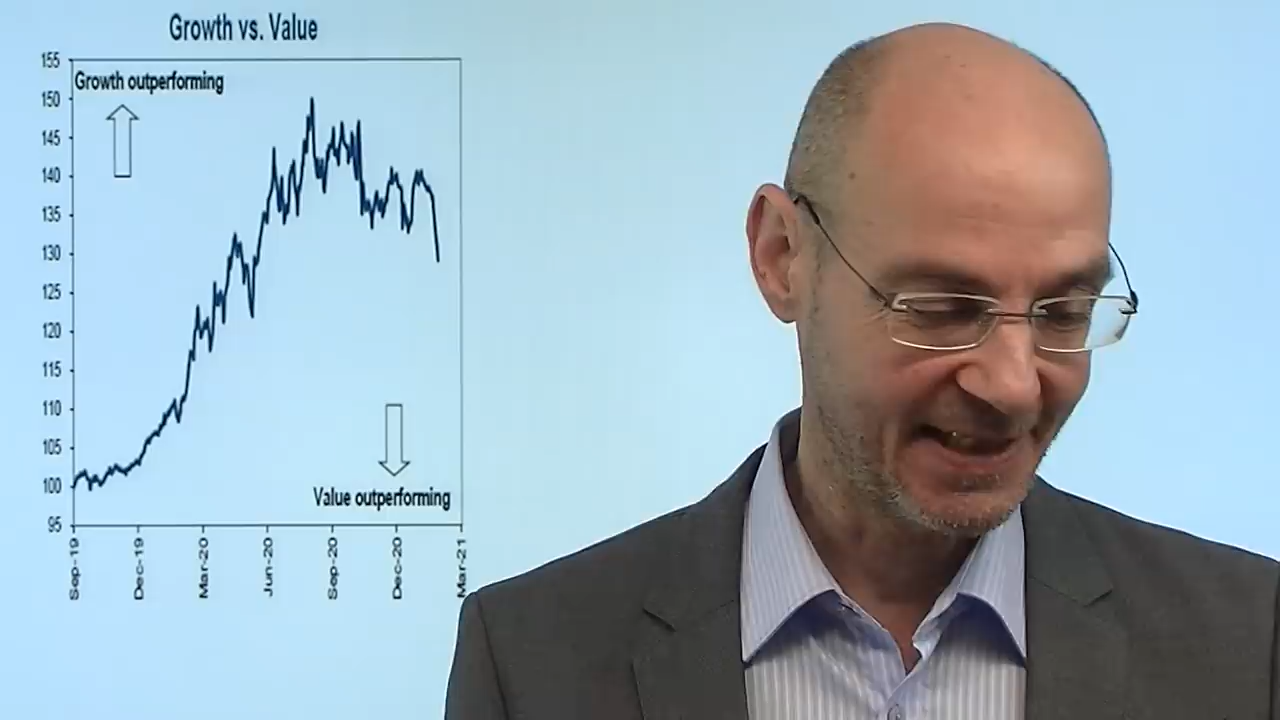 Growth vs. Value
155
Growth outperforming
150
145
140
135
130
125
120
115
110
105
100
Value outperforming
95
Sep-19
Dec-19
Mar-20
Jun-20
Sep-20
Dec-20
Mar-21